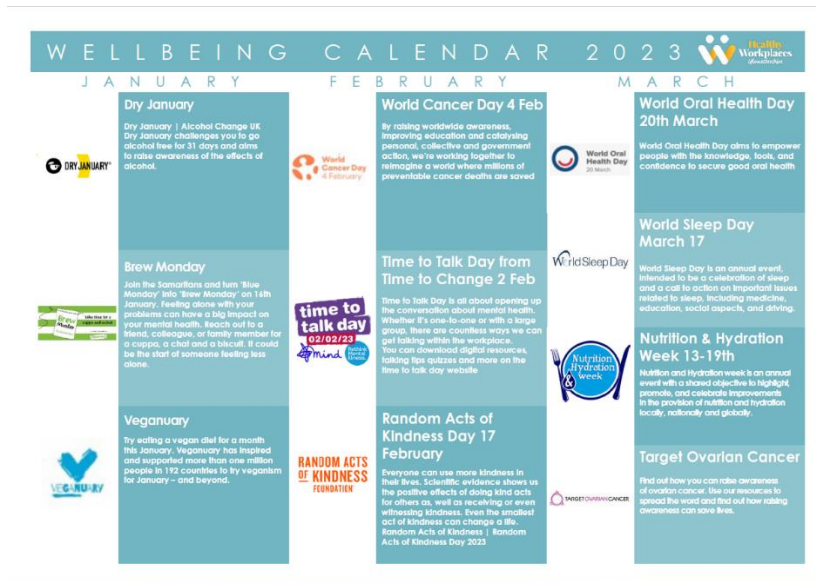 WELLBEING CALENDAR 2023
Healthy
Workplaces
JANUARY
DRY JANUARY
Dry January
Dry January | Alcohol Change UK
Dry January challenges you to go
alcohol free for 31 days and aims
to raise awareness of the effects of
alcohol.
Brew
Monday
Brew Monday
Join the Samaritans and turn 'Blue
Monday' into 'Brew Monday' on 16th
January. Feeling alone with your
problems can have a big impact on
your mental health. Reach out to a
friend, colleague, or family member for
a cuppa, a chat and a biscuit. It could
be the start of someone feeling less
alone.
VEGANUARY
Veganuary
Try eating a vegan diet for a month
this January. Veganuary has inspired
and supported more than one million
people in 192 countries to try veganism
for January – and beyond.
FEBRUARY
World
Cancer Day
4 February
World Cancer Day 4 Feb
By raising worldwide awareness,
improving education and catalysing
personal, collective and government
action, we're working together to
reimagine a world where millions of
preventable cancer deaths are saved
time to
talk day
02/02/23
mind
Rethink
Mental
Illness
Time to Talk Day from
Time to Change 2 Feb
Time to Talk Day is all about opening up
the conversation about mental health.
Whether it's one-to-one or with a large
group, there are countless ways we can
get talking within the workplace.
You can download digital resources,
talking tips quizzes and more on the
time to talk day website
RANDOM ACTS
OF KINDNESS
FOUNDATION
Random Acts of
Kindness Day 17
February
Everyone can use more kindness in
their lives. Scientific evidence shows us
the positive effects of doing kind acts
for others as, well as receiving or even
witnessing kindness. Even the smallest
act of kindness can change a life.
Random Acts of Kindness | Random
Acts of Kindness Day 2023
MARCH
World Oral
Health Day
20 March
World Oral Health Day
20th March
World Oral Health Day aims to empower
people with the knowledge, tools, and
confidence to secure good oral health
World Sleep Day
World Sleep Day
March 17
World Sleep Day is an annual event,
intended to be a celebration of sleep
and a call to action on important issues
related to sleep, including medicine,
education, social aspects, and driving.
Nutrition
Hydration
& week
Nutrition & Hydration
Week 13-19th
Nutrition and Hydration week is an annual
event with a shared objective to highlight,
promote, and celebrate improvements
in the provision of nutrition and hydration
locally, nationally and globally.
TARGET OVARIAN CANCER
Target Ovarian Cancer
Find out how you can raise awareness
of ovarian cancer. Use our resources to
spread the word and find out how raising
awareness can save lives.